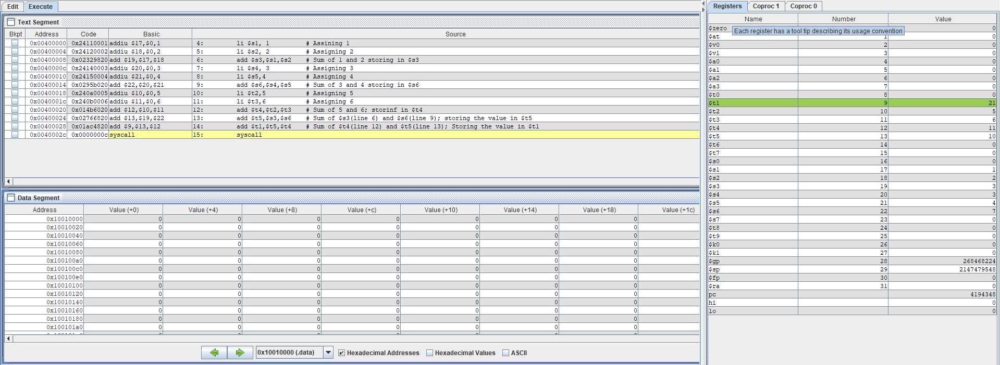 Edit Execute
Text Segment
Bkpt Address Code Basic Source
0x00400000 0x24110001 addiu $17,$0,1 4: li $s1, 1 # Assining 1
0x00400004 0x24120002 addiu $18,$0,2 5: li $s2, 2 # Assigning 2
0x00400008 0x02329820 add $19,$17,$18 6: add $s3,$s1,$s2 # Sum of 1 and 2 storing in $s3
0x0040000c 0x24140003 addiu $20,$0,3 7: li $s4, 3 # Assigning 3
0x00400010 0x24150004 addiu $21,$0,4 8: li $s5,4 # Assigning 4
0x00400014 0x0295b020 add $22,$20,$21 9: add $s6,$s4,$s5 # Sum of 3 and 4 storing in $s6
0x00400018 0x240a0005 addiu $10,$0,5 10: li $t2,5 # Assigning 5
0x0040001c 0x240b0006 addiu $11,$0,6 11: li $t3,6 # Assigning 6
0x00400020 0x014b6020 add $12,$10,$11 12: add $t4,$t2,$t3 # Sum of 5 and 6; storinf in $t4
0x00400024 0x02766820 add $13,$19,$22 13: add $t5,$s3,$s6 # Sum of $s3(line 6) and $s6(line 9); storing the value in $t5
0x00400028 0x01ac4820 add $9,$13,$12 14: add $t1,$t5,$t4 # Sum of $t4(line 12) and $t5(line 13); Storing the value in $t1
0x0040002c 0x0000000c syscall 15: syscall
Data Segment
Address Value (+0) Value (+4) Value (+8) Value (+c) Value (+10) Value (+14) Value (+18) Value (+1c)
0x10010000 0 0 0 0 0 0 0
0x10010020 0 0 0 0 0 0 0
0x10010040 0 0 0 0 0 0 0
0x10010060 0 0 0 0 0 0 0
0x10010080 0 0 0 0 0 0 0
0x100100a0 0 0 0 0 0 0 0
0x100100c0 0 0 0 0 0 0 0
0x100100e0 0 0 0 0 0 0 0
0x10010100 0 0 0 0 0 0 0
0x10010120 0 0 0 0 0 0 0
0x10010140 0 0 0 0 0 0 0
0x10010160 0 0 0 0 0 0 0
0x10010180 0 0 0 0 0 0 0
0x100101a0 0 0 0 0 0 0 0
0x10010000 (.data) Hexadecimal Addresses Hexadecimal Values ASCII
Registers Coproc 1 Coproc 0
Name Number Value
$zero 0
Each register has a tool tip describing its usage convention
$at 1 0
$v0 2 0
$v1 3 0
$a0 4 0
$a1 5 0
$a2 6 0
$a3 7 0
$t0 8 0
$t1 9 21
$t2 10 5
$t3 11 6
$t4 12 11
$t5 13 10
$t6 14 0
$t7 15 0
$s0 16 0
$s1 17 1
$s2 18 2
$s3 19 3
$s4 20 3
$s5 21 4
$s6 22 7
$s7 23 0
$t8 24 0
$t9 25 0
$k0 26 0
$k1 27 0
$gp 28 268468224
$sp 29 2147479548
$fp 30 0
$ra 31 0
pc 4194348
hi 0
lo 0